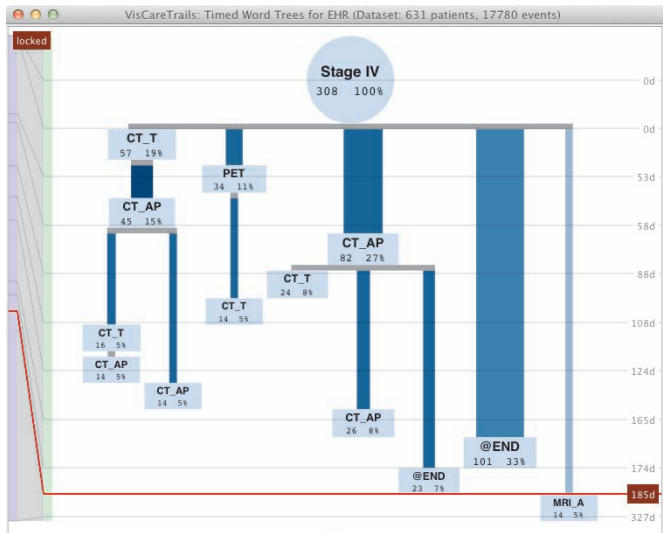 VisCareTrails: Timed Word Trees for EHR (Dataset: 631 patients, 17780 events)
locked
Stage IV
308 100%
0d
0d
CT_T
57 19%
PET
34 11%
53d
CT_AP
45 15%
58d
CT_AP
82 27%
88d
CT_T
24 8%
CT_T
14 5%
108d
CT_T
16 5%
CT_AP
14 5%
124d
CT_AP
14 5%
CT_AP
26 8%
165d
@END
101 33%
174d
@END
23 7%
185d
MRI_A
14 5%
327d